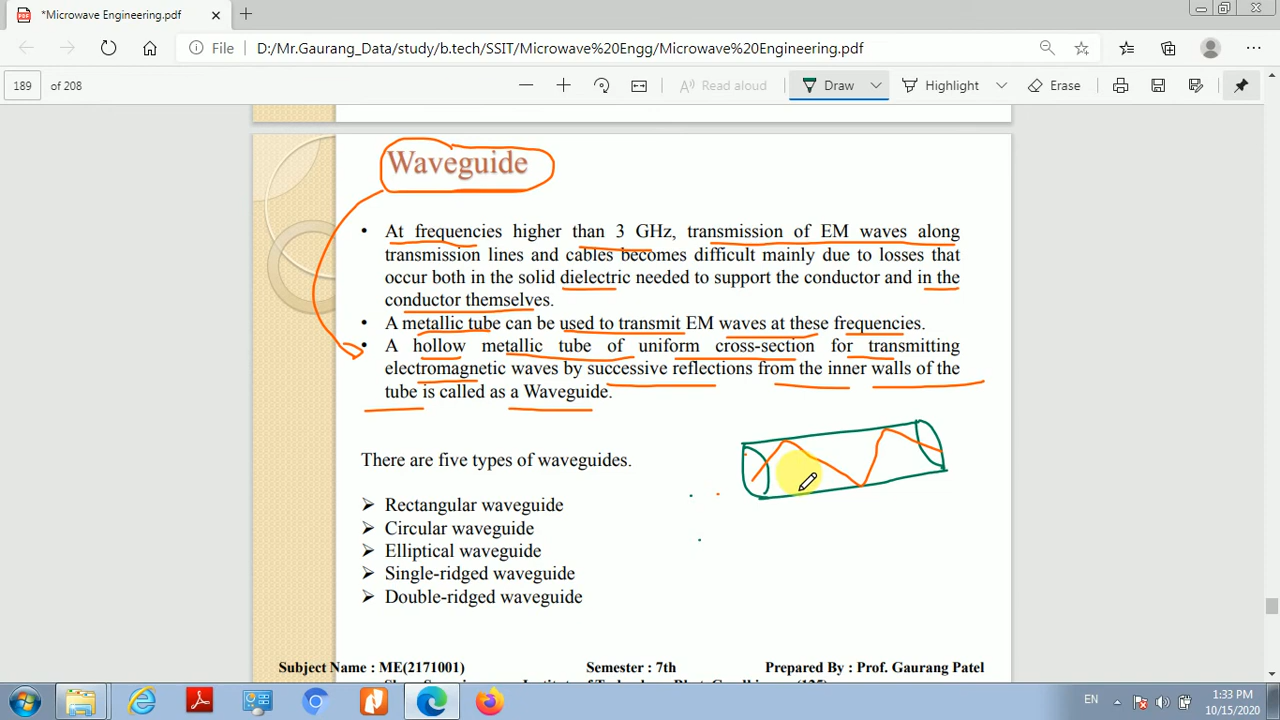 *Microwave Engineering.pdf
File D:/Mr.Gaurang_Data/study/b.tech/SSIT/Microwave%20Engg/Microwave%20Engineering.pdf
189 of 208 Read aloud Draw Highlight Erase
Waveguide
• At frequencies higher than 3 GHz, transmission of EM waves along
transmission lines and cables becomes difficult mainly due to losses that
occur both in the solid dielectric needed to support the conductor and in the
conductor themselves.
• A metallic tube can be used to transmit EM waves at these frequencies.
• A hollow metallic tube of uniform cross-section for transmitting
electromagnetic waves by successive reflections from the inner walls of the
tube is called as a Waveguide.
There are five types of waveguides.
➢ Rectangular waveguide
➢ Circular waveguide
➢ Elliptical waveguide
➢ Single-ridged waveguide
➢ Double-ridged waveguide
Subject Name : ME(2171001) Semester : 7th Prepared By : Prof. Gaurang Patel
EN 1:33 PM
10/15/2020